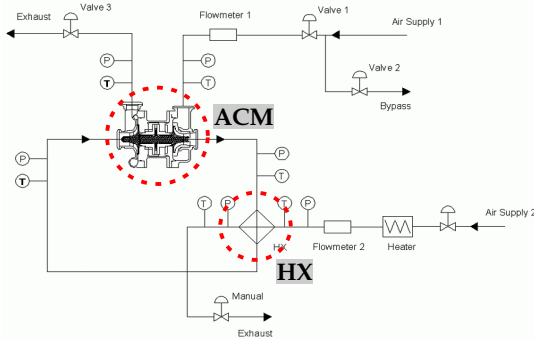 Valve 3
Exhaust
Flowmeter 1
Valve 1
Air Supply 1
P
P
Valve 2
T
T
Bypass
ACM
P
P
T
T
T
P
T
P
Air Supply 2
HX
Flowmeter 2
Heater
HX
Manual
Exhaust